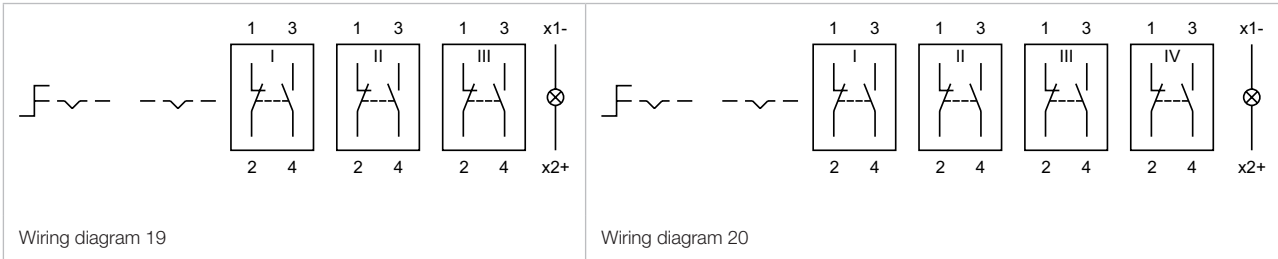 1 3 1 3 1 3 x1-
I II III
2 4 2 4 2 4 x2+
Wiring diagram 19
1 3 1 3 1 3 1 3 x1-
I II III IV
2 4 2 4 2 4 2 4 x2+
Wiring diagram 20